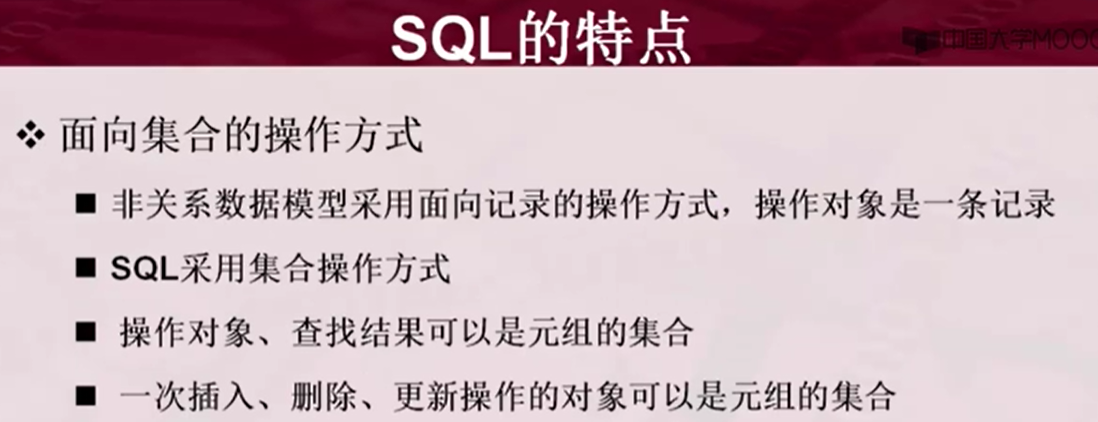 SQL的特点
中国大学MOOC
面向集合的操作方式
非关系数据模型采用面向记录的操作方式，操作对象是一条记录
SQL采用集合操作方式
操作对象、查找结果可以是元组的集合
一次插入、删除、更新操作的对象可以是元组的集合